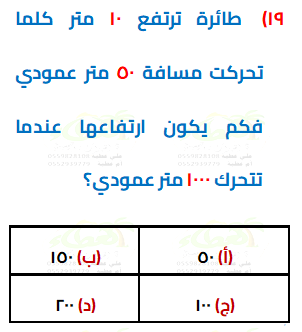 ١٩) طائرة ترتفع ١٠ متر كلما
تحركت مسافة ٥٠ متر عمودي
فكم يكون ارتفاعها عندما
تتحرك ١٠٠٠ متر عمودي؟
(أ) ٥٠ (ب) ١٥٠
(ج) ١٠٠ (د) ٢٠٠